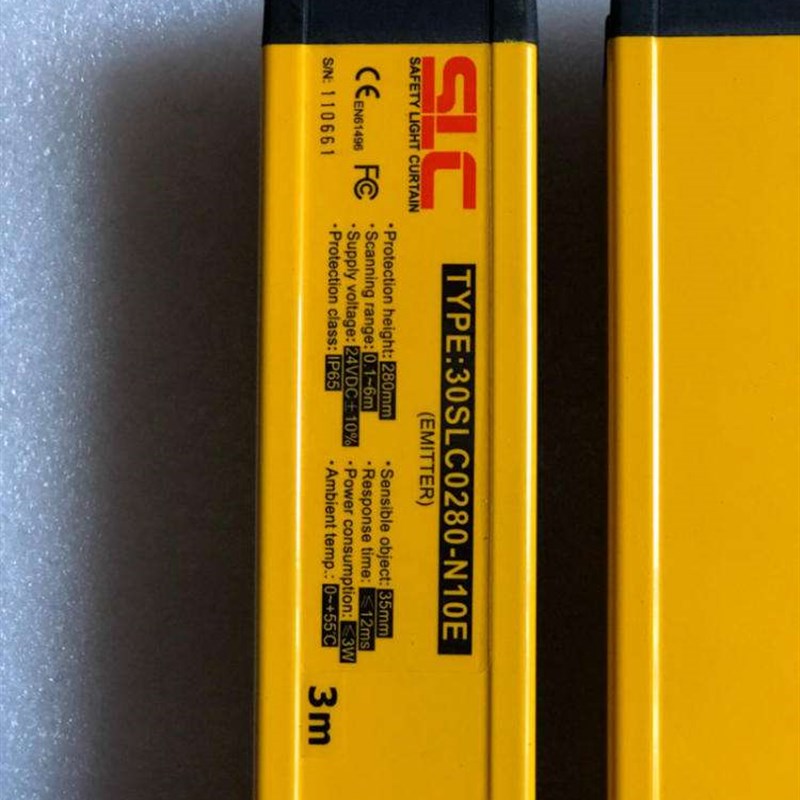 SLC
SAFETY LIGHT CURTAIN
CE EN61496 FC
S/N: 110661
TYPE:30SLC0280-N10E
(EMITTER)
·Protection height: 280mm
·Scanning range: 0.1~6m
·Supply voltage: 24VDC±10%
·Protection class: IP65
·Sensible object: 35mm
·Response time: ≤12ms
·Power consumption: ≤3W
·Ambient temp.: 0~+55℃
3m